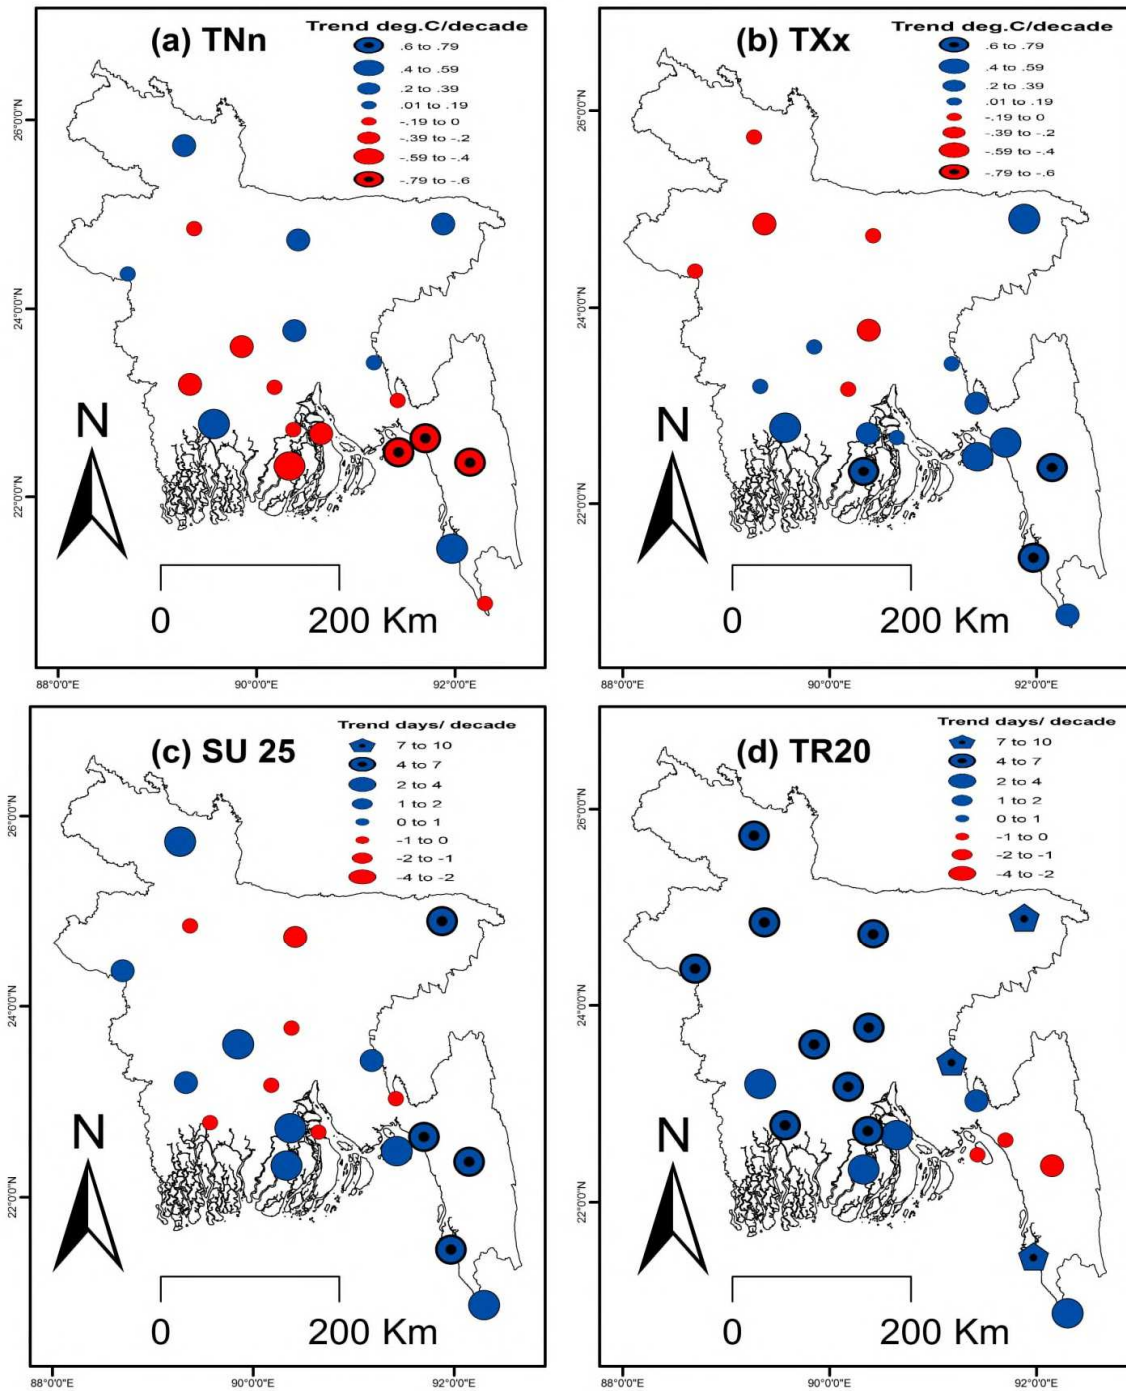 (a) TNn
Trend deg.C/decade
.6 to .79
.4 to .59
.2 to .39
.01 to .19
-.19 to 0
-.39 to -.2
-.59 to -.4
-.79 to -.6
26°0'0"N
24°0'0"N
22°0'0"N
N
0 200 Km
88°0'0"E 90°0'0"E 92°0'0"E
(b) TXx
Trend deg.C/decade
.6 to .79
.4 to .59
.2 to .39
.01 to .19
-.19 to 0
-.39 to -.2
-.59 to -.4
-.79 to -.6
26°0'0"N
24°0'0"N
22°0'0"N
N
0 200 Km
88°0'0"E 90°0'0"E 92°0'0"E
(c) SU 25
Trend days/ decade
7 to 10
4 to 7
2 to 4
1 to 2
0 to 1
-1 to 0
-2 to -1
-4 to -2
26°0'0"N
24°0'0"N
22°0'0"N
N
0 200 Km
88°0'0"E 90°0'0"E 92°0'0"E
(d) TR20
Trend days/ decade
7 to 10
4 to 7
2 to 4
1 to 2
0 to 1
-1 to 0
-2 to -1
-4 to -2
26°0'0"N
24°0'0"N
22°0'0"N
N
0 200 Km
88°0'0"E 90°0'0"E 92°0'0"E